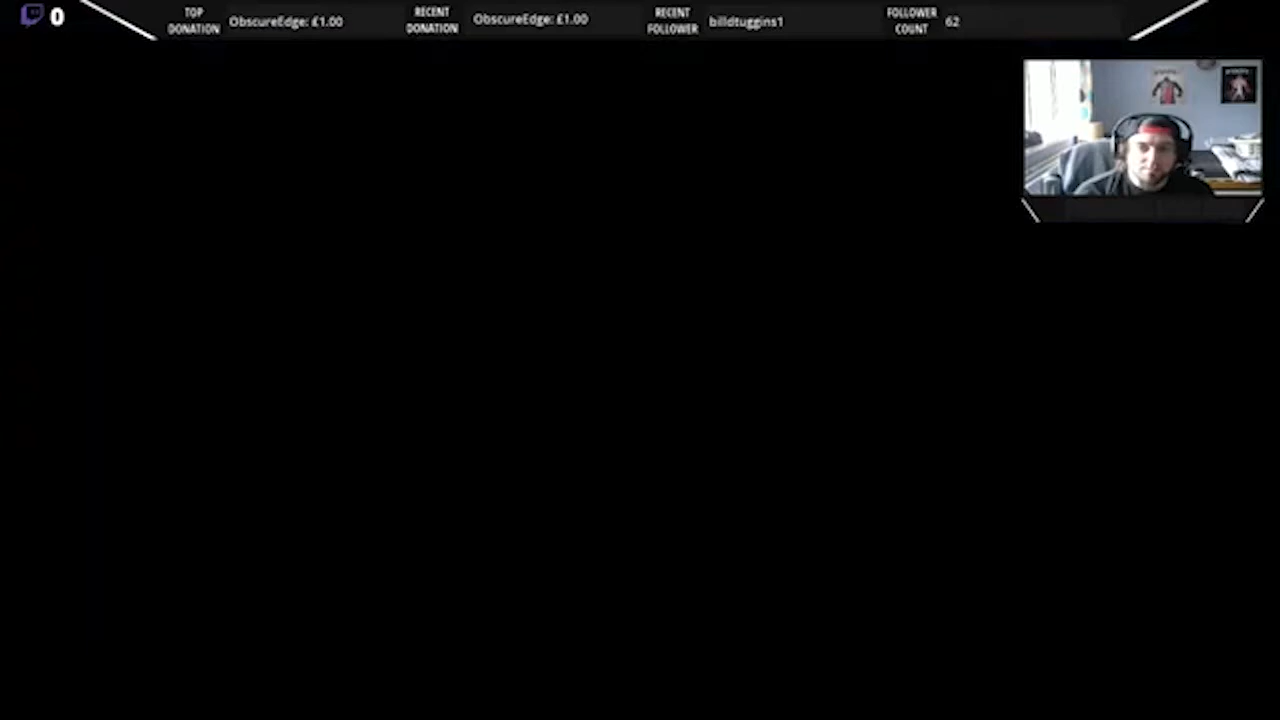 0
TOP
DONATION
ObscureEdge: £1.00
RECENT
DONATION
ObscureEdge: £1.00
RECENT
FOLLOWER
billdtuggins1
FOLLOWER
COUNT
62